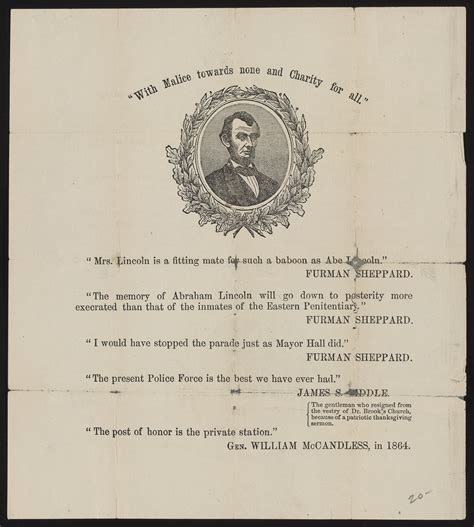 "With Malice towards none and Charity for all."
"Mrs. Lincoln is a fitting mate for such a baboon as Abe Lincoln."
FURMAN SHEPPARD.
"The memory of Abraham Lincoln will go down to posterity more
execrated than that of the inmates of the Eastern Penitentiary."
FURMAN SHEPPARD.
"I would have stopped the parade just as Mayor Hall did."
FURMAN SHEPPARD.
"The present Police Force is the best we have ever had."
JAMES S. BIDDLE.
The gentleman who resigned from
the vestry of Dr. Brook's Church,
because of a patriotic thanksgiving
sermon.
"The post of honor is the private station."
GEN. WILLIAM McCANDLESS, in 1864.
20-